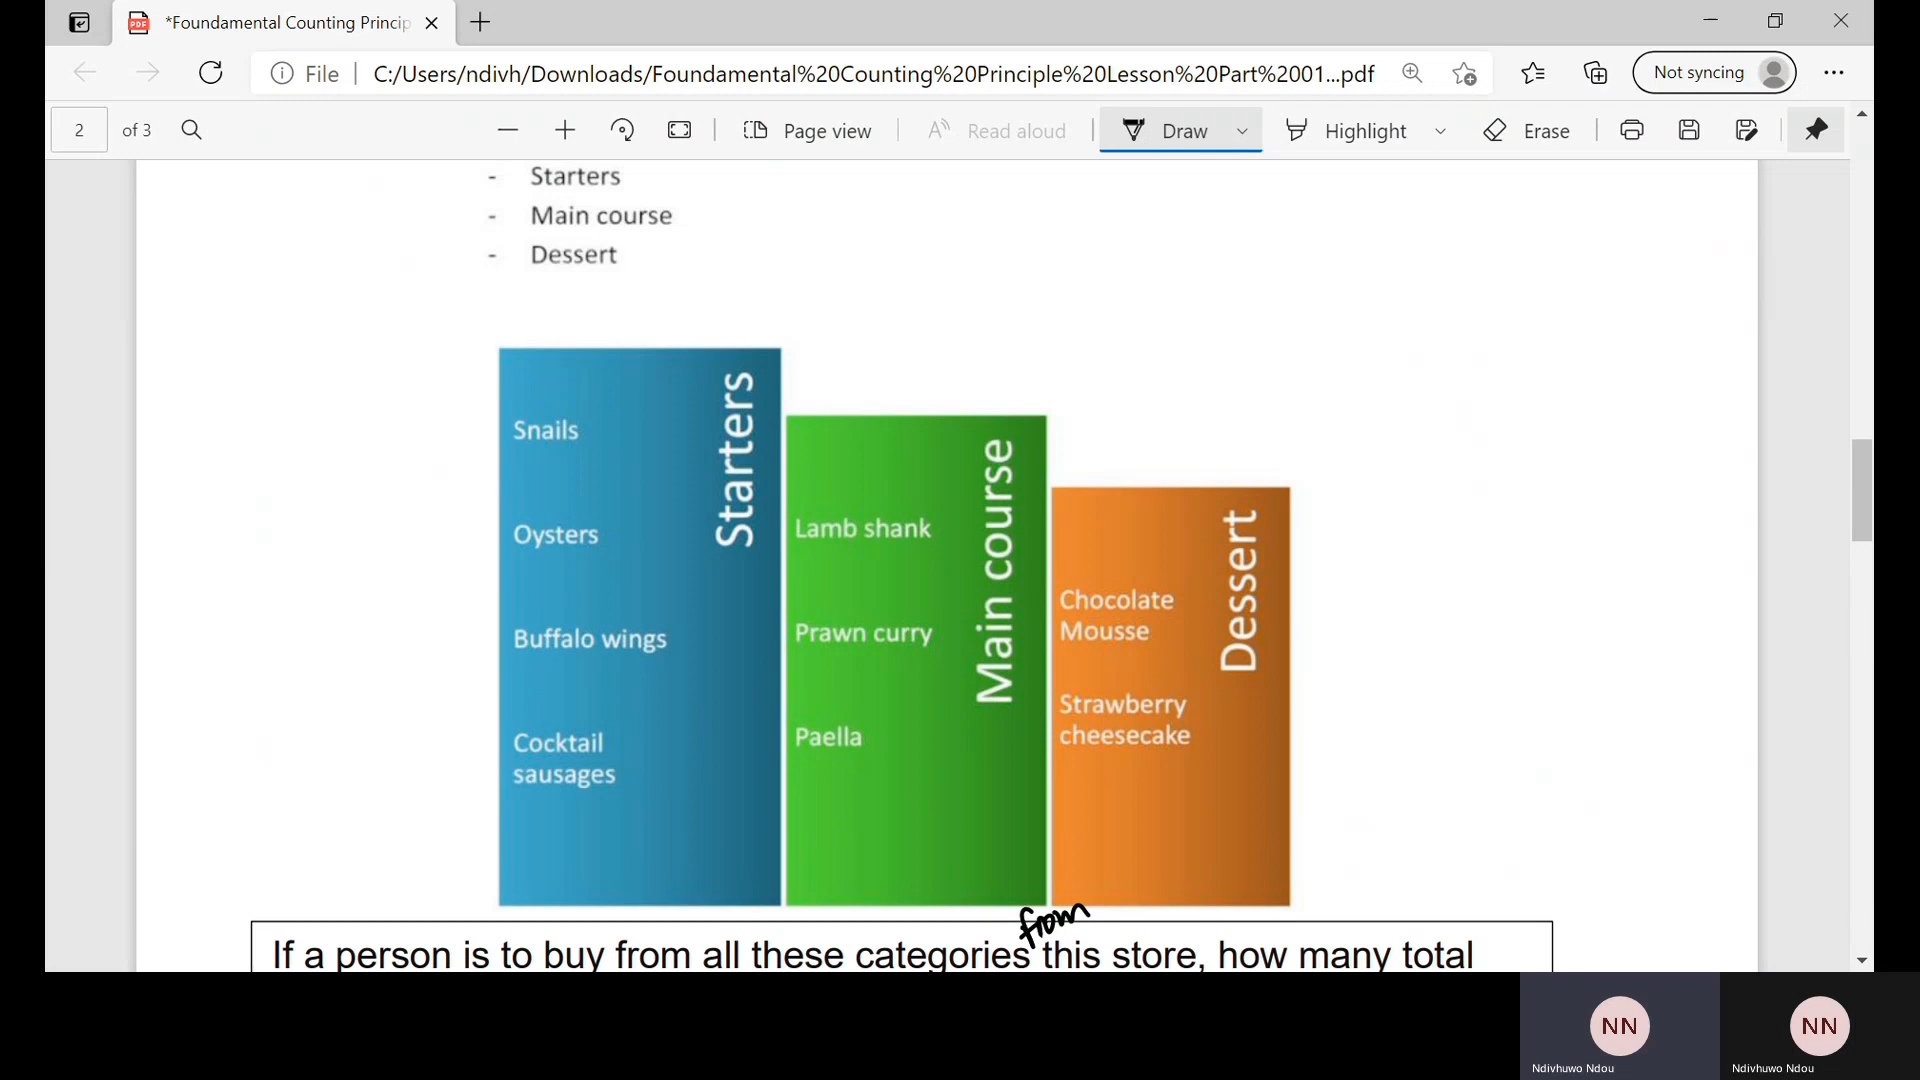 *Foundamental Counting Princip
File
C:/Users/ndivh/Downloads/Foundamental%20Counting%20Principle%20Lesson%20Part%2001...pdf
Not syncing
2 of 3
Page view
Read aloud
Draw
Highlight
Erase
- Starters
- Main course
- Dessert
Starters
Snails
Oysters
Buffalo wings
Cocktail
sausages
Main course
Lamb shank
Prawn curry
Paella
Dessert
Chocolate
Mousse
Strawberry
cheesecake
from
If a person is to buy from all these categories this store, how many total
NN
Ndivhuwo Ndou
NN
Ndivhuwo Ndou